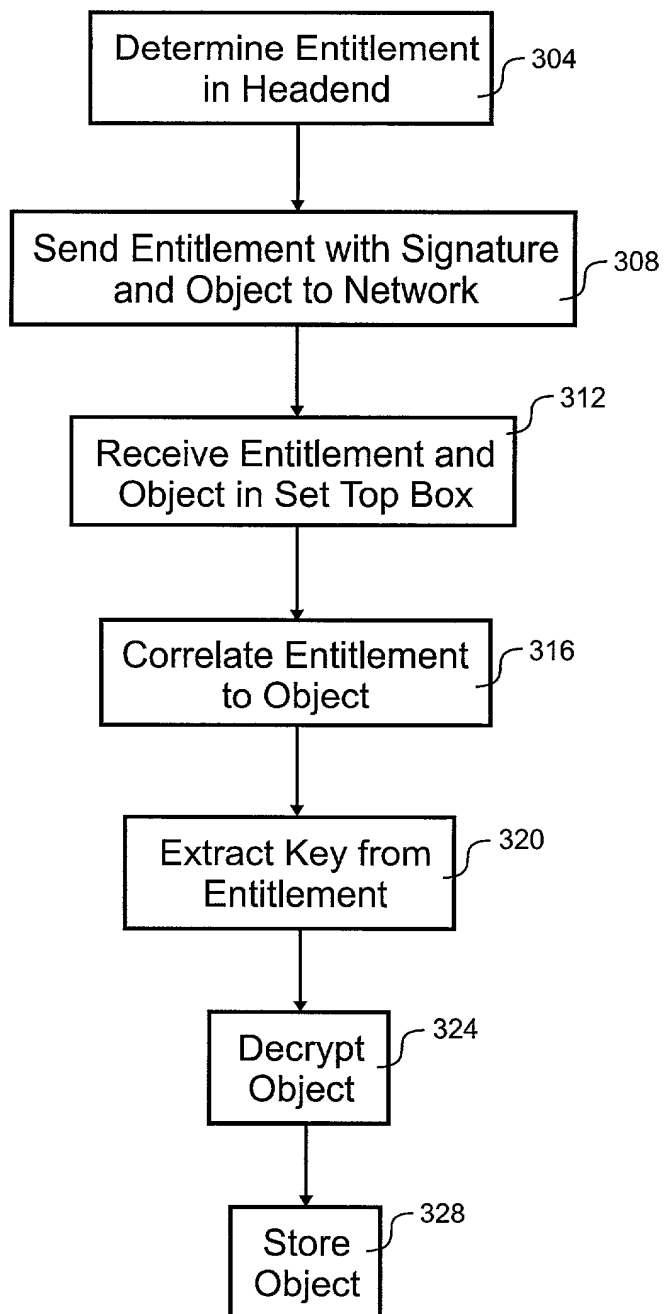 Determine Entitlement
in Headend
304
Send Entitlement with Signature
and Object to Network
308
312
Receive Entitlement and
Object in Set Top Box
Correlate Entitlement
to Object
316
Extract Key from
Entitlement
320
Decrypt
Object
324
Store
Object
328